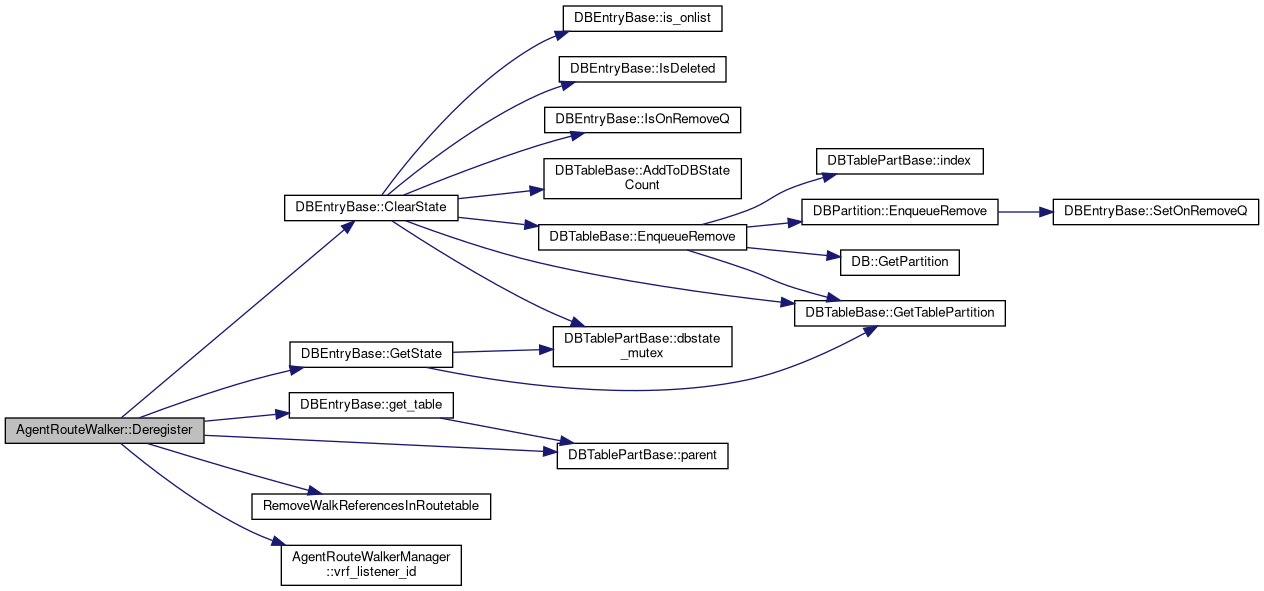 DBEntryBase::is_onlist
DBEntryBase::IsDeleted
DBEntryBase::IsOnRemoveQ
DBTableBase::AddToDBState
Count
DBTablePartBase::index
DBEntryBase::ClearState
DBTableBase::EnqueueRemove
DBPartition::EnqueueRemove
DBEntryBase::SetOnRemoveQ
DB::GetPartition
DBTableBase::GetTablePartition
DBEntryBase::GetState
DBTablePartBase::dbstate
_mutex
DBEntryBase::get_table
AgentRouteWalker::Deregister
DBTablePartBase::parent
RemoveWalkReferencesInRoutetable
AgentRouteWalkerManager
::vrf_listener_id